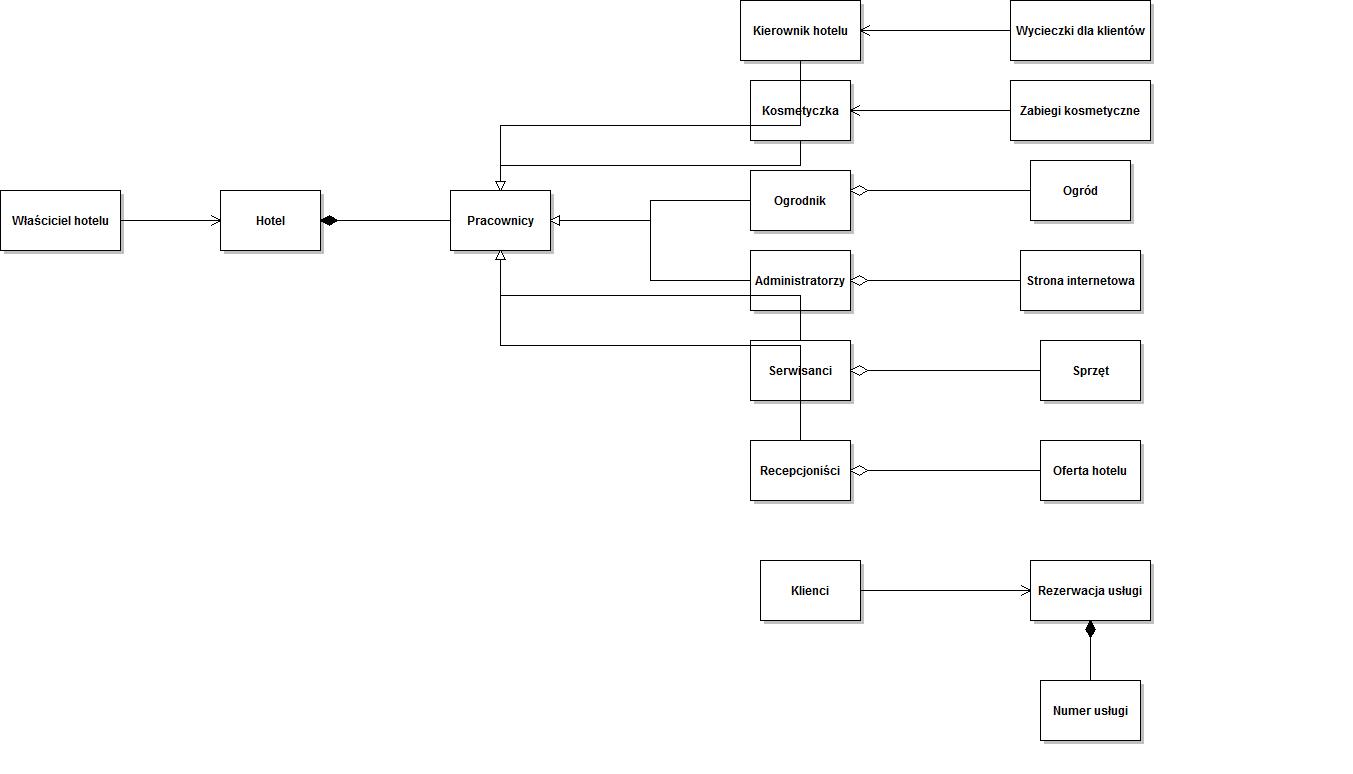 Kierownik hotelu
Wycieczki dla klientów
Kosmetyczka
Zabiegi kosmetyczne
Właściciel hotelu
Hotel
Pracownicy
Ogrodnik
Ogród
Administratorzy
Strona internetowa
Serwisanci
Sprzęt
Recepcjoniści
Oferta hotelu
Klienci
Rezerwacja usługi
Numer usługi